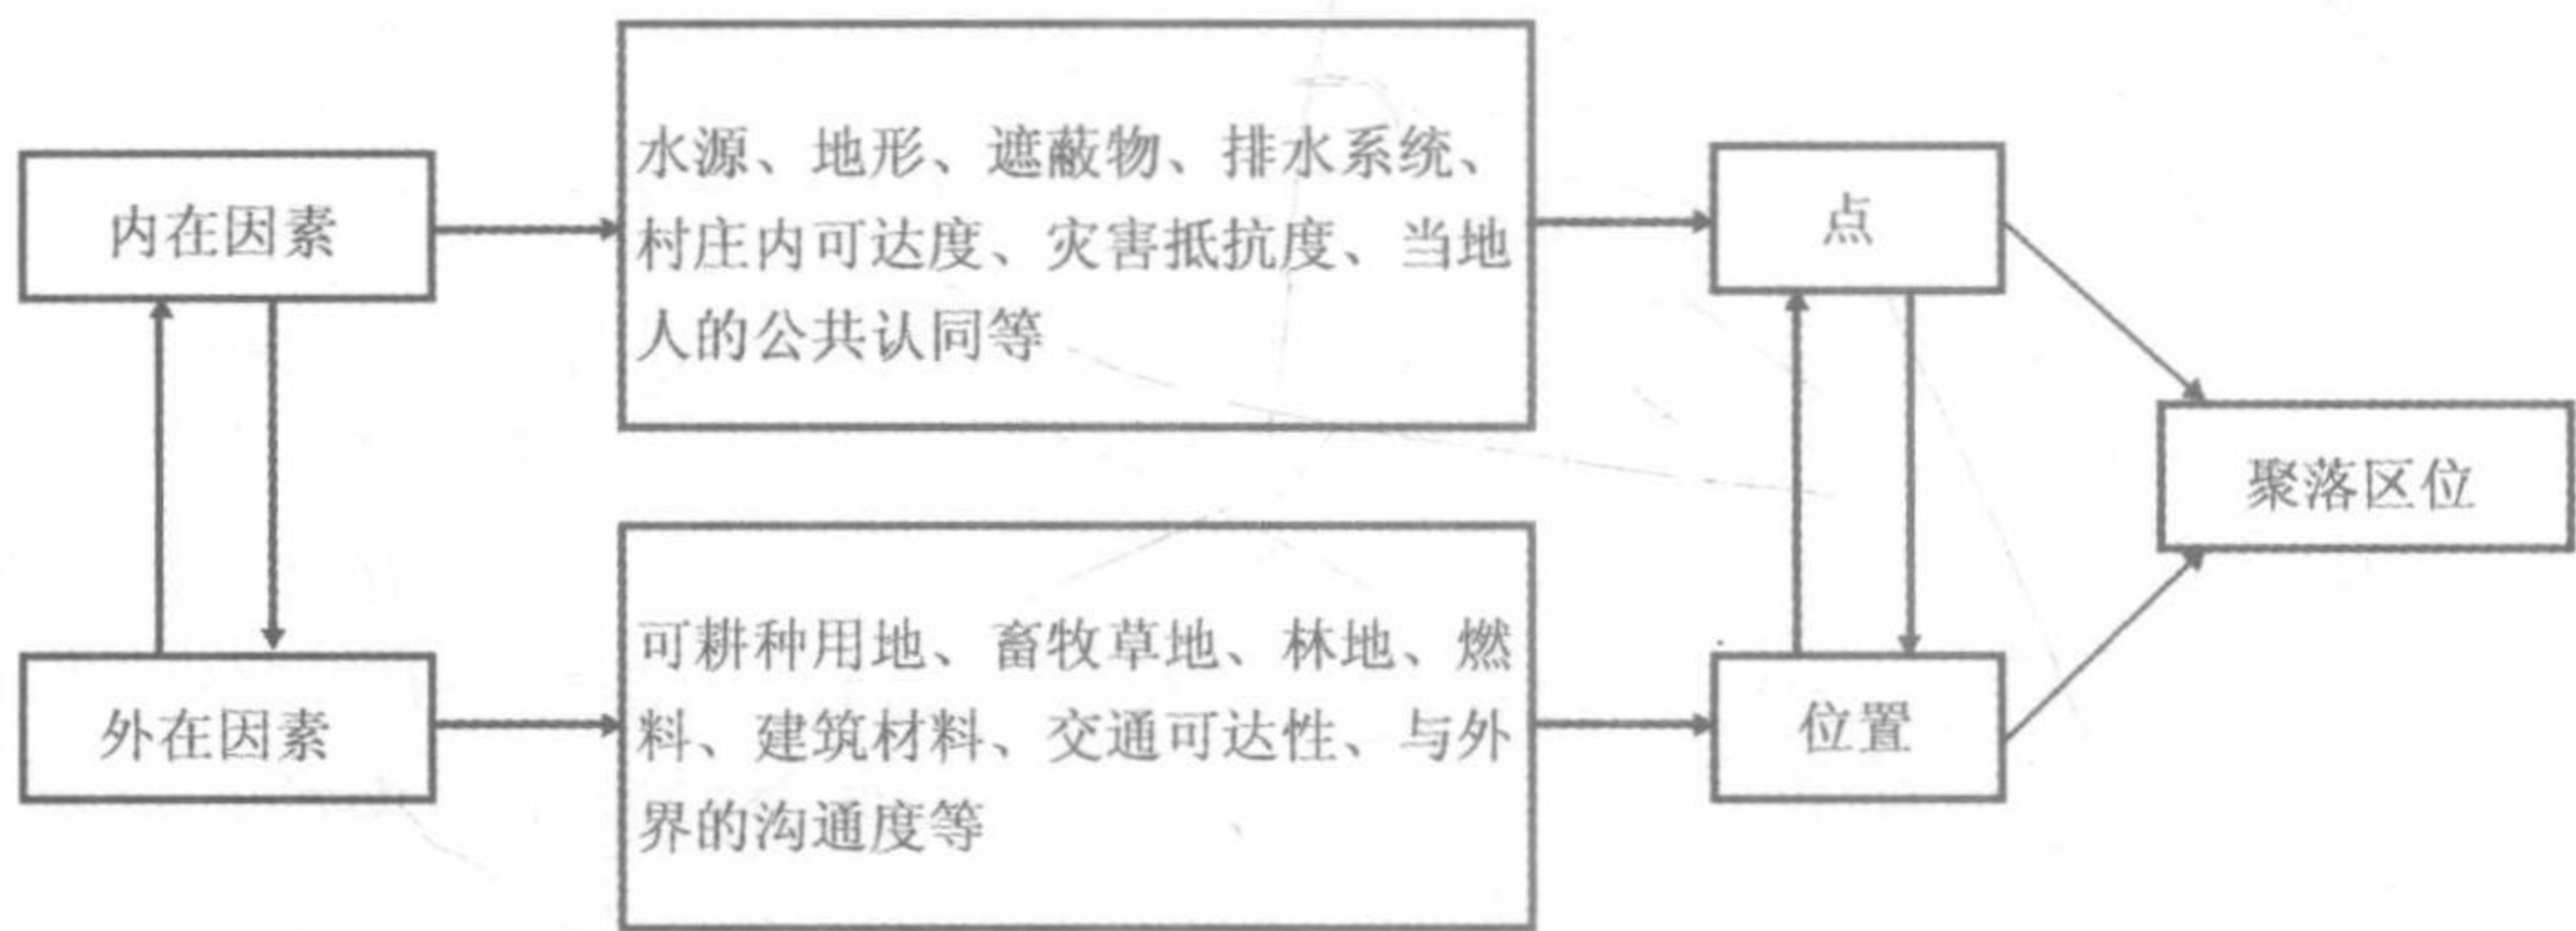 内在因素
水源、地形、遮蔽物、排水系统、
村庄内可达度、灾害抵抗度、当地
人的公共认同等
点
聚落区位
外在因素
可耕种用地、畜牧草地、林地、燃
料、建筑材料、交通可达性、与外
界的沟通度等
位置